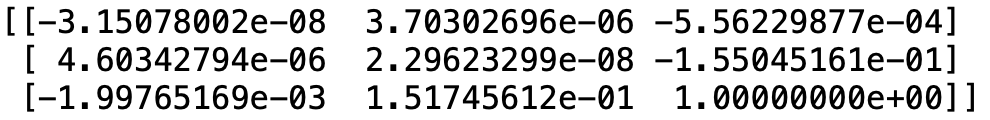 [[-3.15078002e-08  3.70302696e-06 -5.56229877e-04]
 [ 4.60342794e-06  2.29623299e-08 -1.55045161e-01]
 [-1.99765169e-03  1.51745612e-01  1.00000000e+00]]